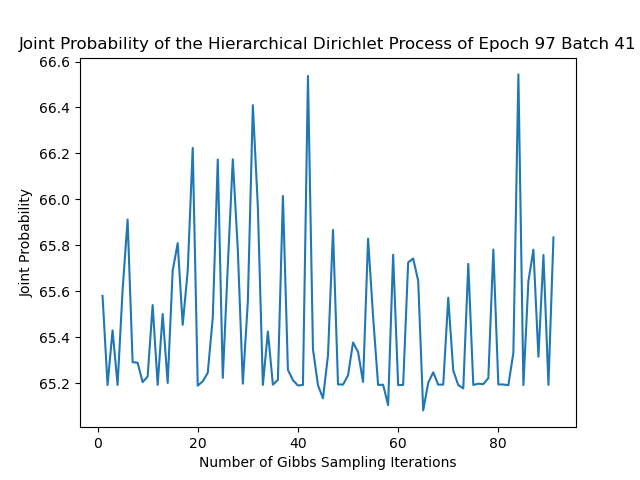 Joint Probability of the Hierarchical Dirichlet Process of Epoch 97 Batch 41
66.6
66.4
66.2
66.0
65.8
65.6
65.4
65.2
Joint Probability
0 20 40 60 80
Number of Gibbs Sampling Iterations